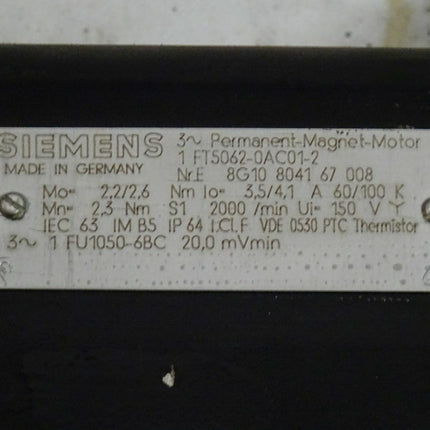 SIEMENS 3~ Permanent-Magnet-Motor
1 FT5062-0AC01-2
MADE IN GERMANY Nr.E 8G10 8041 67 008
Mo= 2,2/2,6 Nm Io= 3,5/4,1 A 60/100 K
Mn= 2,3 Nm S1 2000 /min Ui= 150 V Y
IEC 63 IM B5 IP 64 I.Cl.F VDE 0530 PTC Thermistor
3~ 1 FU1050-6BC 20,0 mVmin